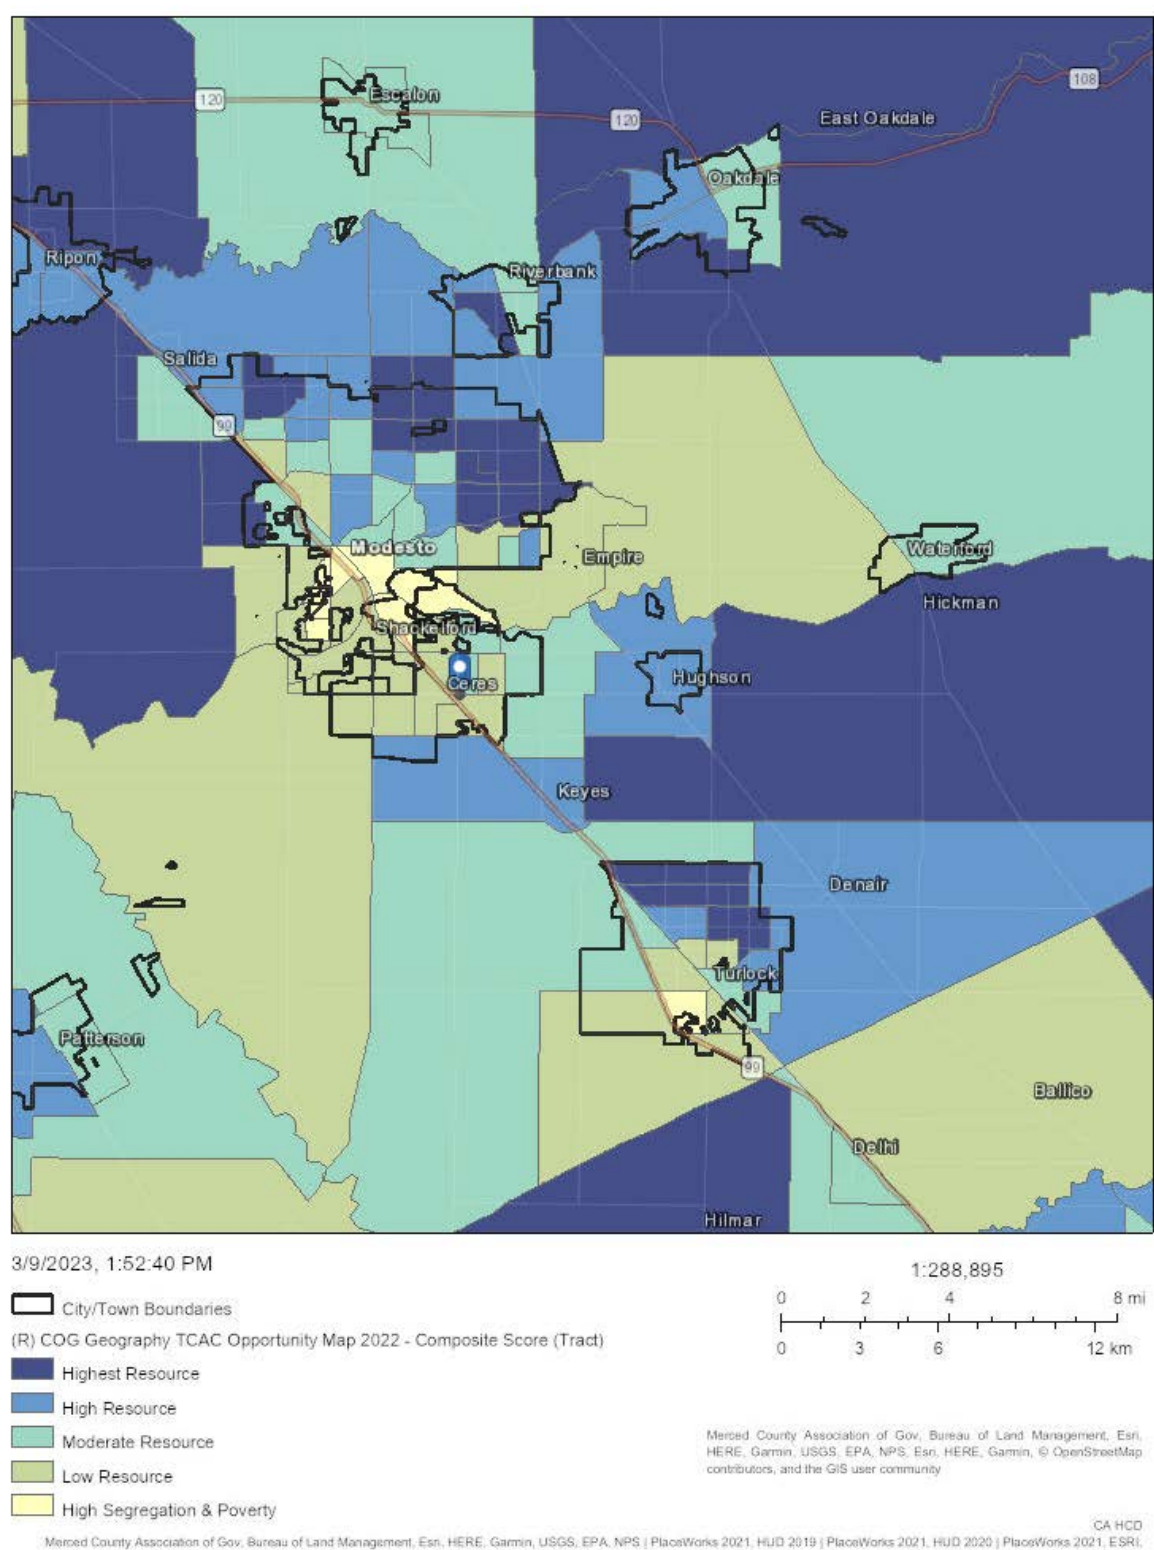 108
120
Escalon
120
East Oakdale
Oakdale
Ripon
Riverbank
Salida
99
Modesto
Empire
Waterford
Hickman
Shackelford
Hughson
Ceres
Keyes
Denair
Turlock
Patterson
99
Ballico
Delhi
Hilmar
3/9/2023, 1:52:40 PM
1:288,895
0 2 4 8 mi
0 3 6 12 km
City/Town Boundaries
(R) COG Geography TCAC Opportunity Map 2022 - Composite Score (Tract)
Highest Resource
High Resource
Moderate Resource
Low Resource
High Segregation & Poverty
Merced County Association of Gov, Bureau of Land Management, Esri,
HERE, Garmin, USGS, EPA, NPS, Esri, HERE, Garmin, © OpenStreetMap
contributors, and the GIS user community
CA HCD
Merced County Association of Gov, Bureau of Land Management, Esri, HERE, Garmin, USGS, EPA, NPS | PlaceWorks 2021, HUD 2019 | PlaceWorks 2021, HUD 2020 | PlaceWorks 2021, ESRI,